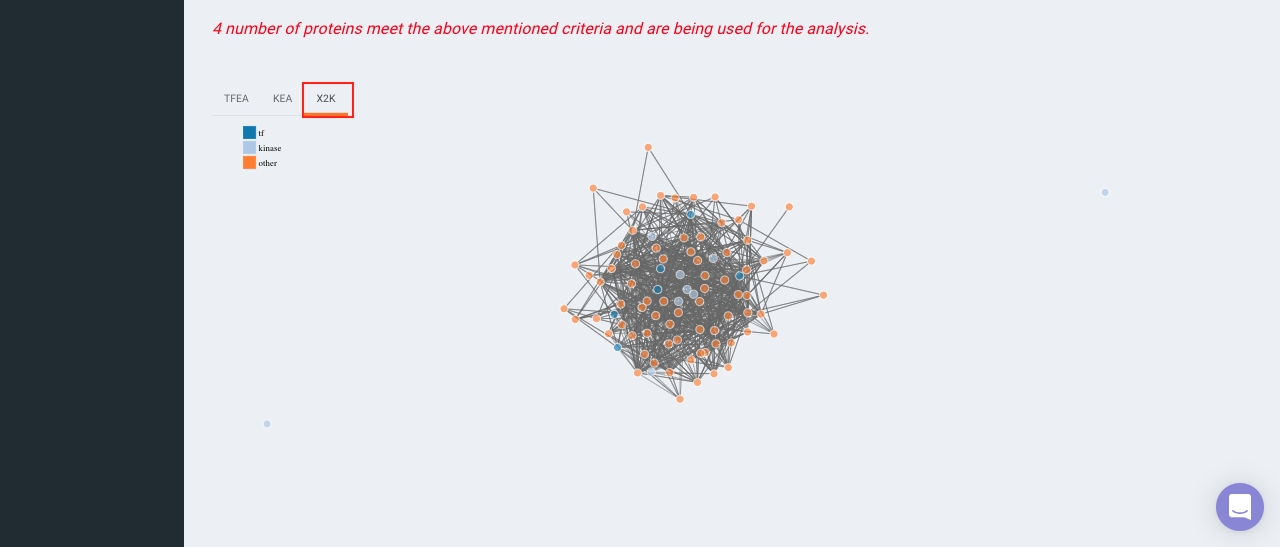 4 number of proteins meet the above mentioned criteria and are being used for the analysis.
TFEA KEA X2K
tf
kinase
other